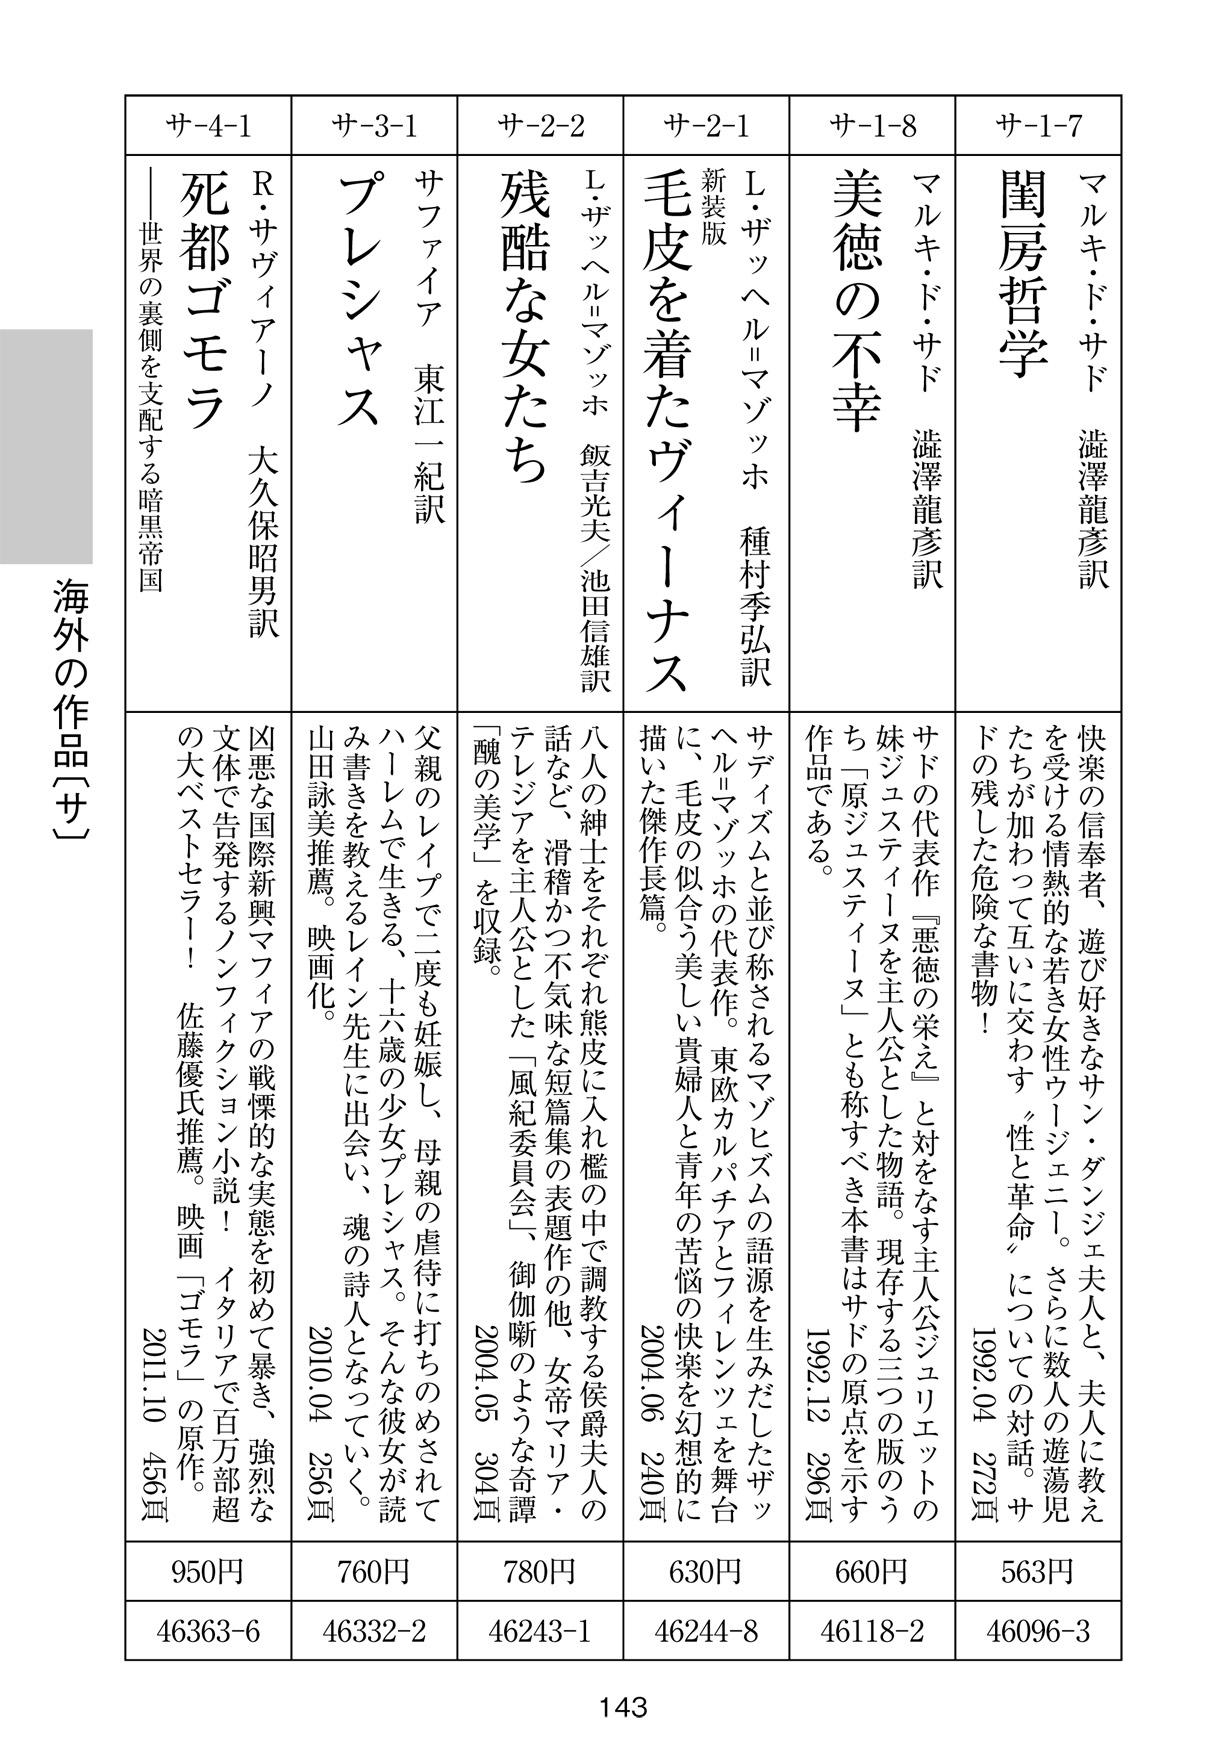 サ-1-7
マルキ・ド・サド　澁澤龍彥訳
閨房哲学
快楽の信奉者、遊び好きなサン・ダンジェ夫人と、夫人に教え
を受ける情熱的な若き女性ウージェニー。さらに数人の遊蕩児
たちが加わって互いに交わす〝性と革命〟についての対話。サ
ドの残した危険な書物！
1992.04　272頁
563円
46096-3
サ-1-8
マルキ・ド・サド　澁澤龍彥訳
美徳の不幸
サドの代表作『悪徳の栄え』と対をなす主人公ジュリエットの
妹ジュスティーヌを主人公とした物語。現存する三つの版のう
ち「原ジュスティーヌ」とも称すべき本書はサドの原点を示す
作品である。
1992.12　296頁
660円
46118-2
サ-2-1
L・ザッヘル゠マゾッホ　種村季弘訳
新装版
毛皮を着たヴィーナス
サディズムと並び称されるマゾヒズムの語源を生みだしたザッ
ヘル゠マゾッホの代表作。東欧カルパチアとフィレンツェを舞台
に、毛皮の似合う美しい貴婦人と青年の苦悩の快楽を幻想的に
描いた傑作長篇。
2004.06　240頁
630円
46244-8
サ-2-2
L・ザッヘル゠マゾッホ　飯吉光夫／池田信雄訳
残酷な女たち
八人の紳士をそれぞれ熊皮に入れ檻の中で調教する侯爵夫人の
話など、滑稽かつ不気味な短篇集の表題作の他、女帝マリア・
テレジアを主人公とした「風紀委員会」、御伽噺のような奇譚
「醜の美学」を収録。
2004.05　304頁
780円
46243-1
サ-3-1
サファイア　東江一紀訳
プレシャス
父親のレイプで二度も妊娠し、母親の虐待に打ちのめされて
ハーレムで生きる、十六歳の少女プレシャス。そんな彼女が読
み書きを教えるレイン先生に出会い、魂の詩人となっていく。
山田詠美推薦。映画化。
2010.04　256頁
760円
46332-2
サ-4-1
R・サヴィアーノ　大久保昭男訳
死都ゴモラ
――世界の裏側を支配する暗黒帝国
凶悪な国際新興マフィアの戦慄的な実態を初めて暴き、強烈な
文体で告発するノンフィクション小説！　イタリアで百万部超
の大ベストセラー！　佐藤優氏推薦。映画「ゴモラ」の原作。
2011.10　456頁
950円
46363-6
海外の作品〔サ〕
143